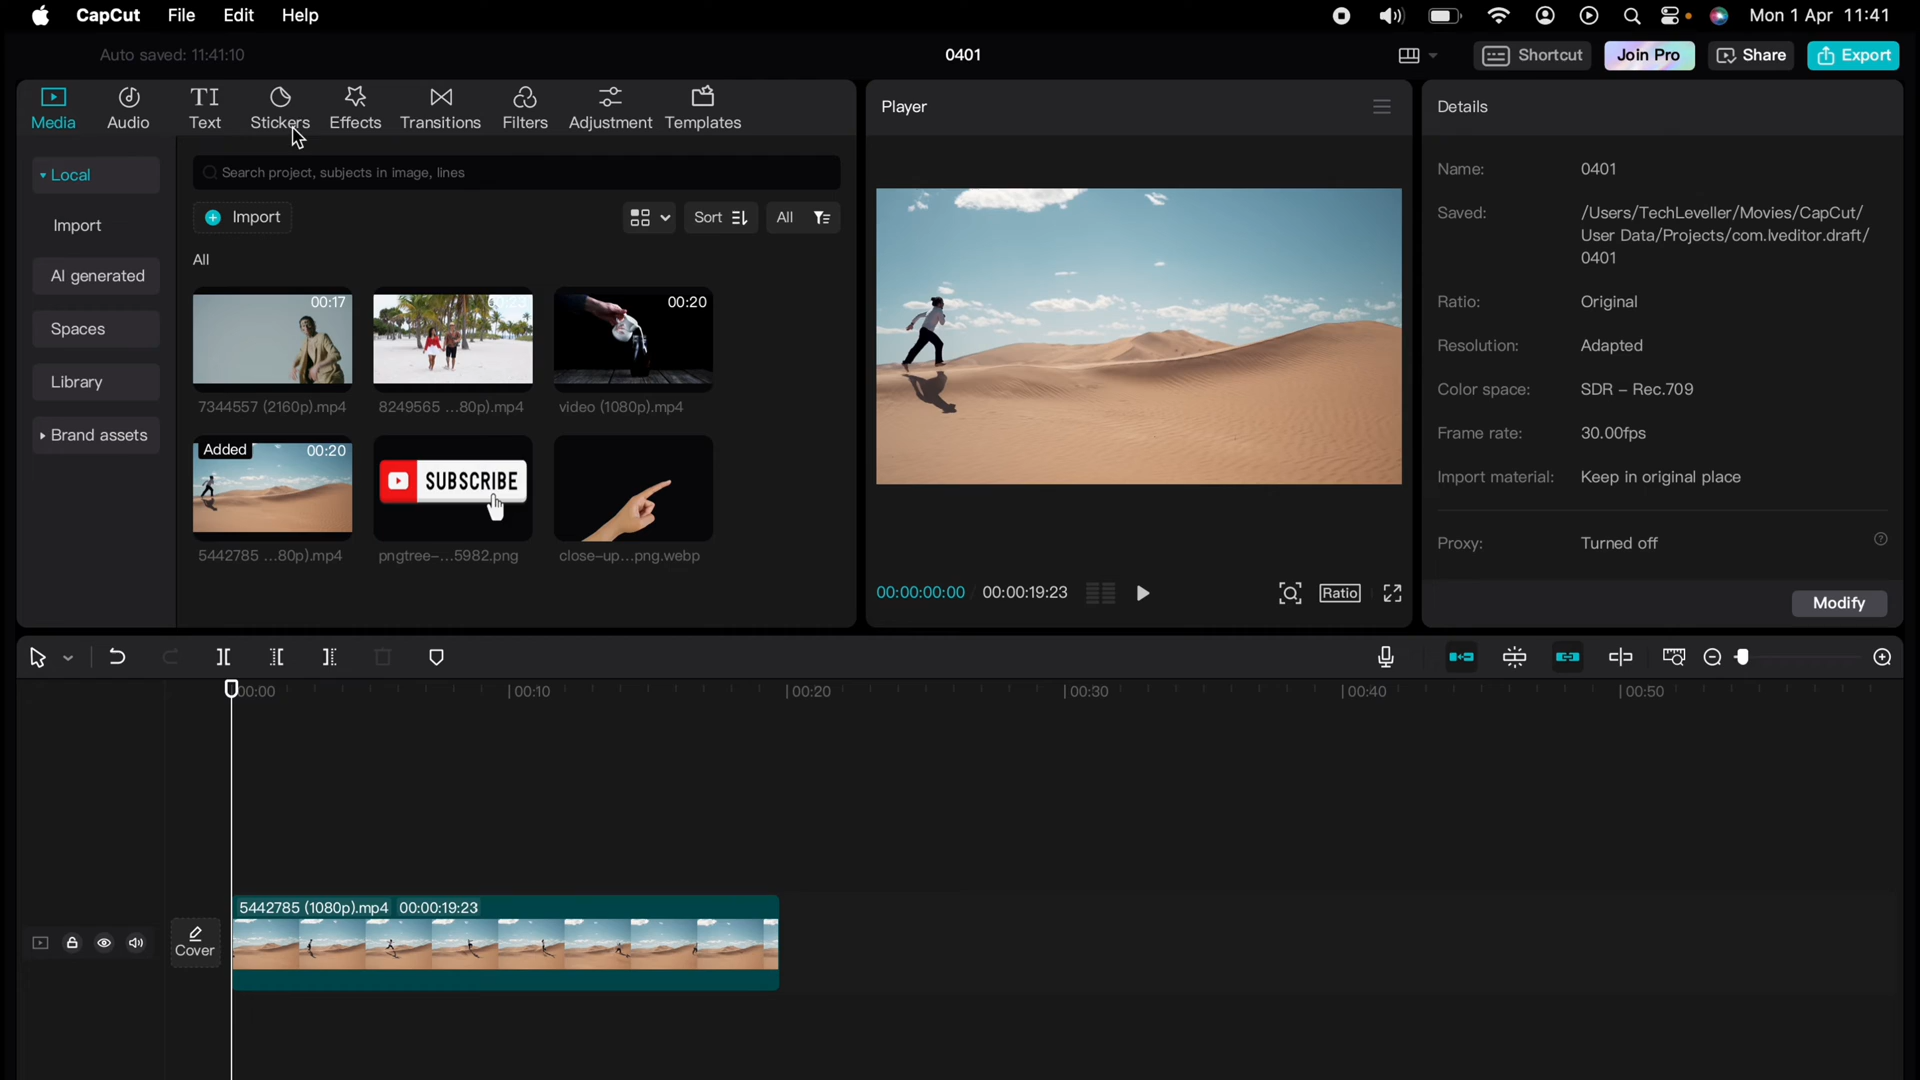 CapCut File Edit Help Mon 1 Apr 11:41
Auto saved: 11:41:10 0401 Shortcut Join Pro Share Export
Media Audio Text Stickers Effects Transitions Filters Adjustment Templates
Local
Import
AI generated
Spaces
Library
Brand assets
Search project, subjects in image, lines
Import Sort All
All
00:17 00:20
7344557 (2160p).mp4 8249565 ...80p).mp4 video (1080p).mp4
Added 00:20 SUBSCRIBE
5442785 ...80p).mp4 pngtree-...5982.png close-up...png.webp
Player
00:00:00:00 / 00:00:19:23 Ratio
Details
Name: 0401
Saved: /Users/TechLeveller/Movies/CapCut/
User Data/Projects/com.lveditor.draft/
0401
Ratio: Original
Resolution: Adapted
Color space: SDR – Rec.709
Frame rate: 30.00fps
Import material: Keep in original place
Proxy: Turned off
Modify
00:00 00:10 00:20 00:30 00:40 00:50
5442785 (1080p).mp4 00:00:19:23
Cover